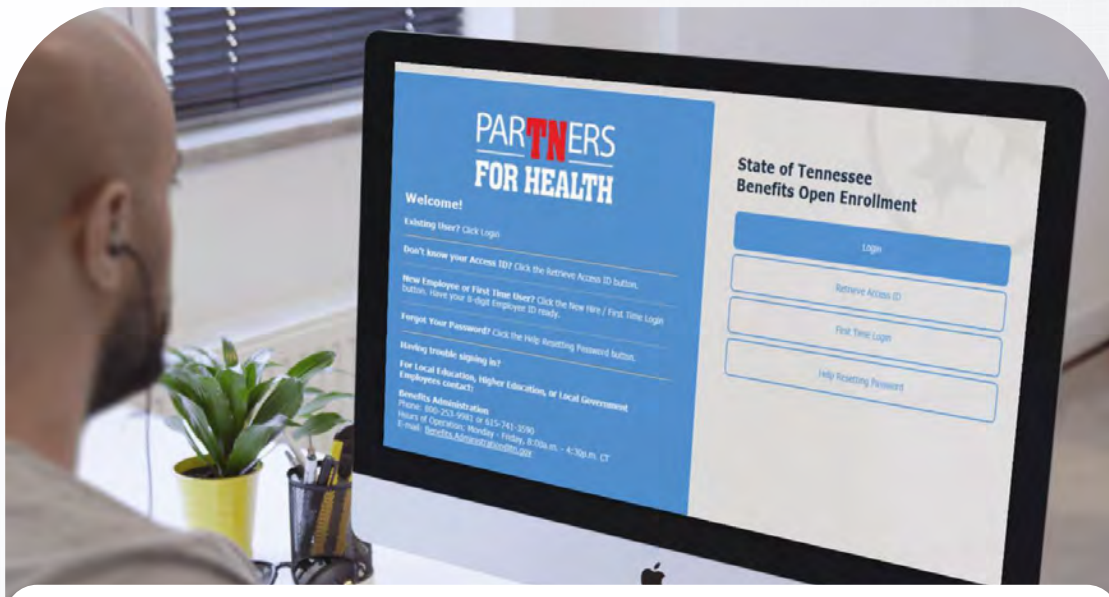 PARTNERS
FOR HEALTH
Welcome!
Existing User? Click Login
Don't know your Access ID? Click the Retrieve Access ID button.
New Employee or First Time User? Click the New Hire / First Time Login
button. Have your 8-digit Employee ID ready.
Forgot Your Password? Click the Help Resetting Password button.
Having trouble signing in?
For Local Education, Higher Education, or Local Government
Employees contact:
Benefits Administration
Phone: 800-253-9981 or 615-741-3590
Hours of Operation: Monday - Friday, 8:00a.m. - 4:30p.m. CT
E-mail: Benefits.Administration@tn.gov
State of Tennessee
Benefits Open Enrollment
Login
Retrieve Access ID
First Time Login
Help Resetting Password